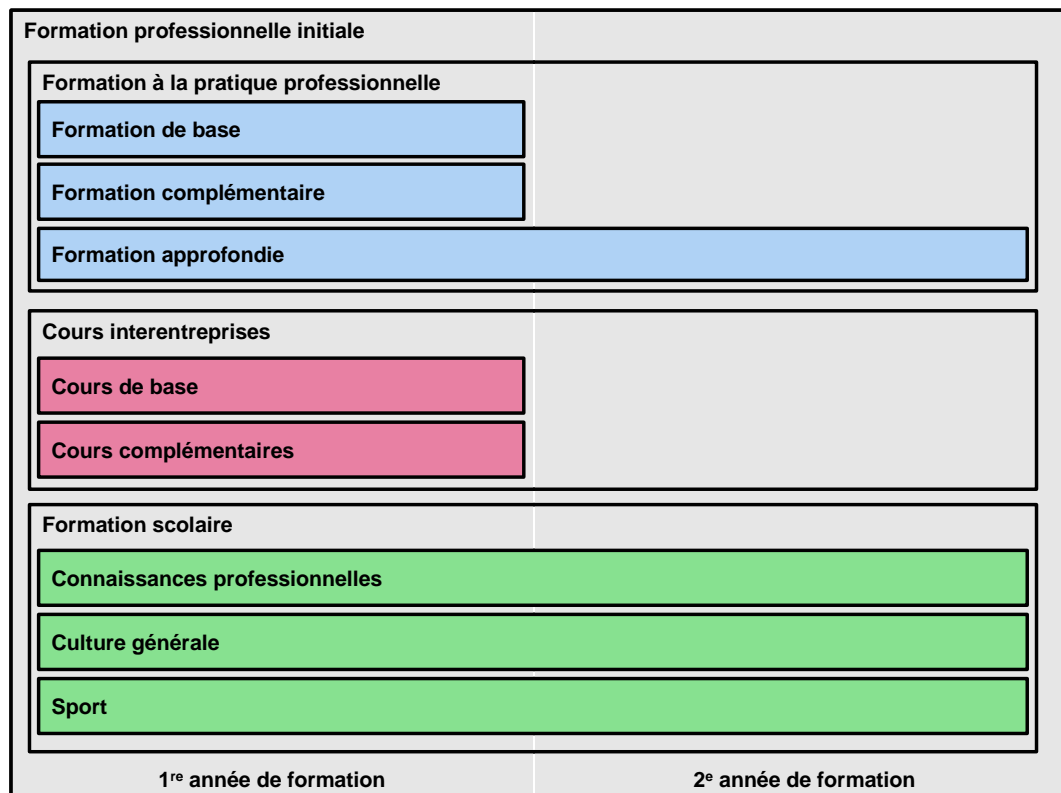 Formation professionnelle initiale
Formation à la pratique professionnelle
Formation de base
Formation complémentaire
Formation approfondie
Cours interentreprises
Cours de base
Cours complémentaires
Formation scolaire
Connaissances professionnelles
Culture générale
Sport
1re année de formation
2e année de formation